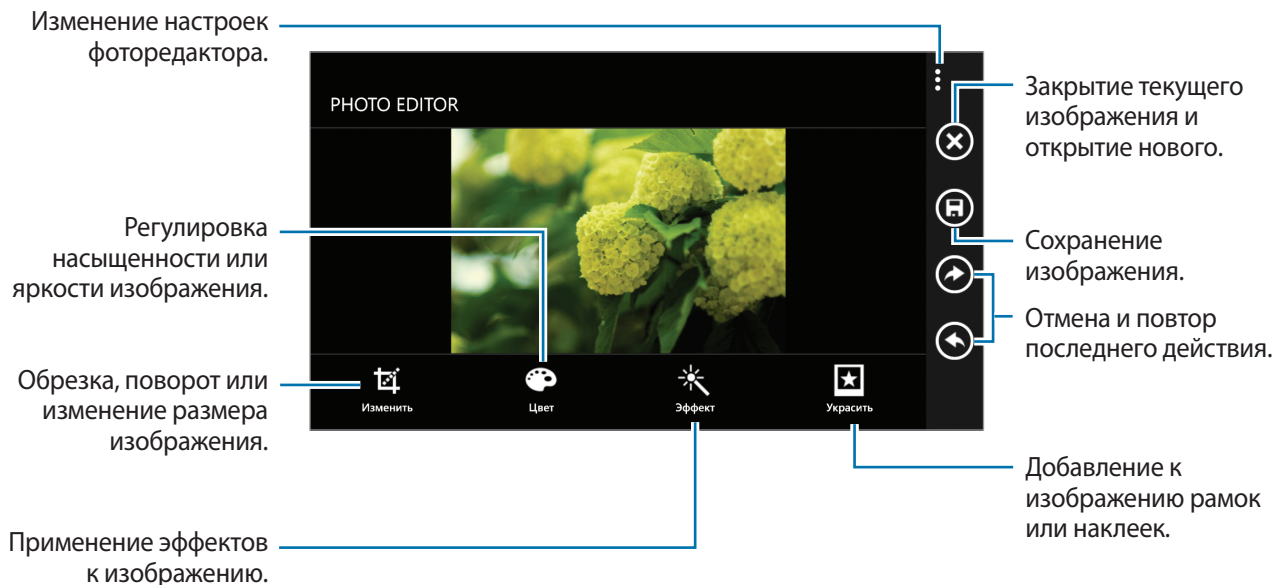 Изменение настроек
фоторедактора.
PHOTO EDITOR
Закрытие текущего
изображения и
открытие нового.
Регулировка
насыщенности или
яркости изображения.
Сохранение
изображения.
Отмена и повтор
последнего действия.
Обрезка, поворот или
изменение размера
изображения.
Изменить
Цвет
Эффект
Украсить
Добавление к
изображению рамок
или наклеек.
Применение эффектов
к изображению.